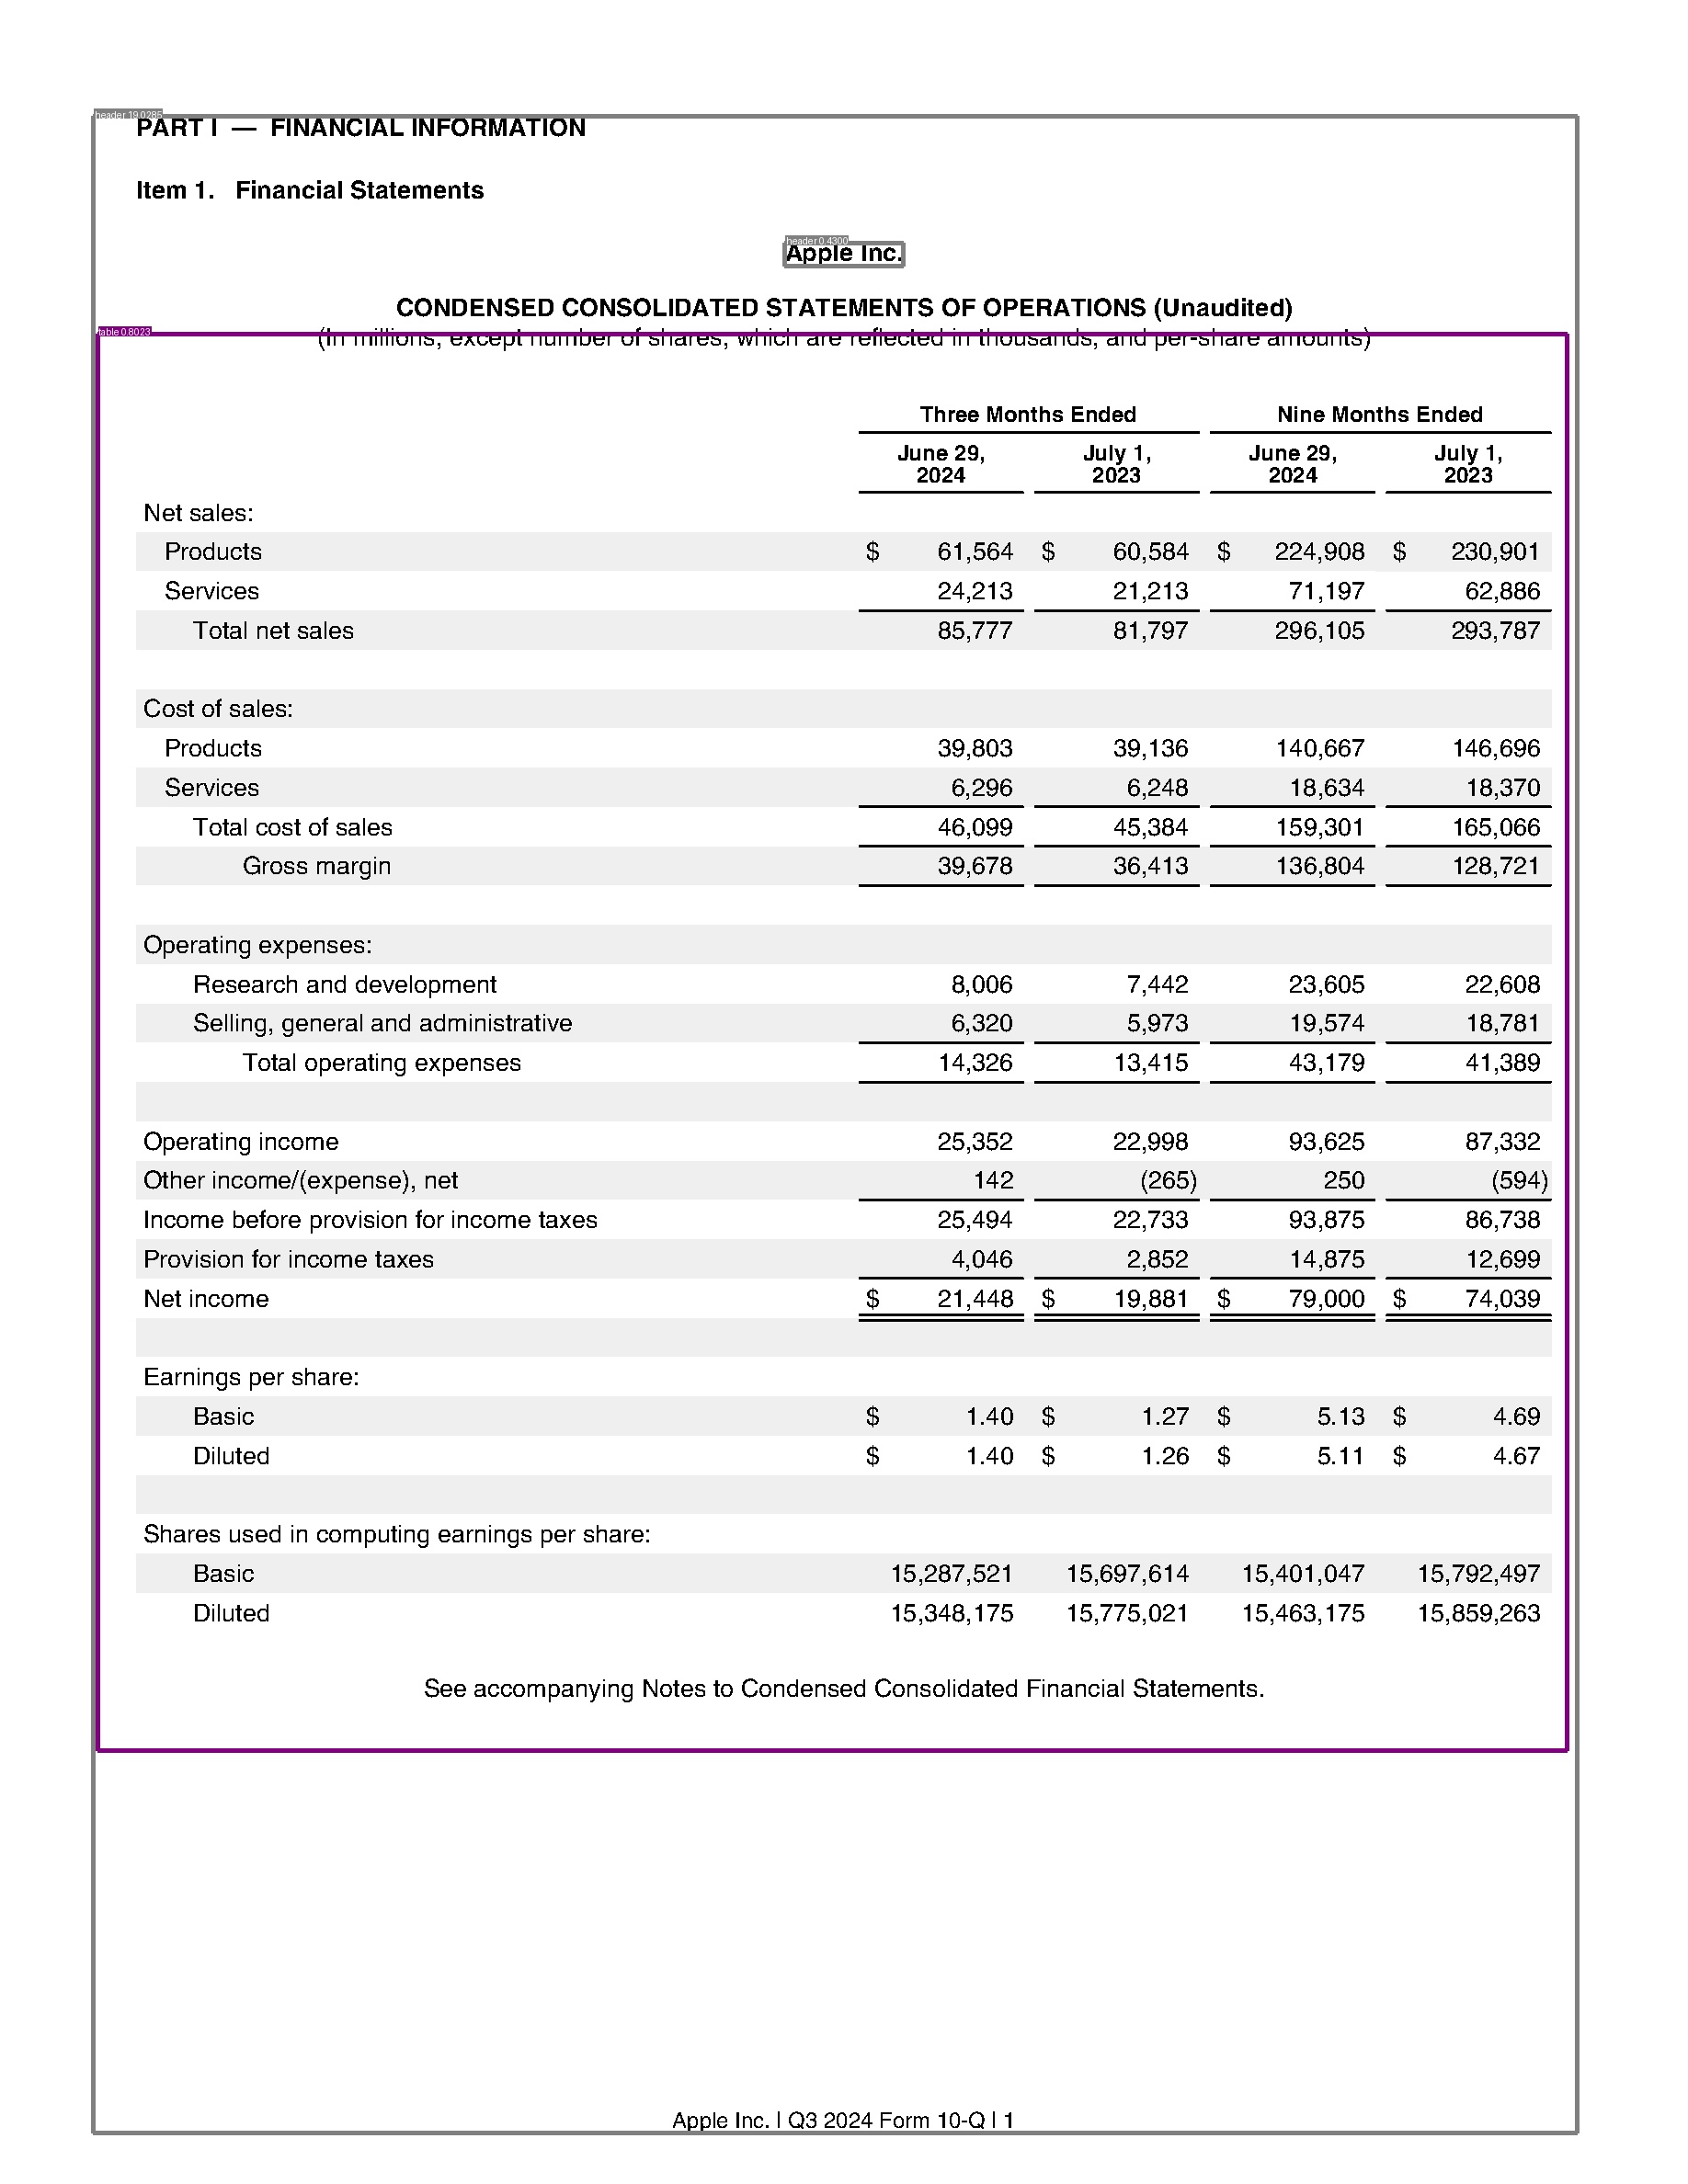 header 19.0285
PART I — FINANCIAL INFORMATION
Item 1. Financial Statements
header 0.4300
Apple Inc.
CONDENSED CONSOLIDATED STATEMENTS OF OPERATIONS (Unaudited)
table 0.8023
(In millions, except number of shares, which are reflected in thousands, and per-share amounts)
Three Months Ended Nine Months Ended
June 29, 2024 July 1, 2023 June 29, 2024 July 1, 2023
Net sales:
Products $ 61,564 $ 60,584 $ 224,908 $ 230,901
Services 24,213 21,213 71,197 62,886
Total net sales 85,777 81,797 296,105 293,787
Cost of sales:
Products 39,803 39,136 140,667 146,696
Services 6,296 6,248 18,634 18,370
Total cost of sales 46,099 45,384 159,301 165,066
Gross margin 39,678 36,413 136,804 128,721
Operating expenses:
Research and development 8,006 7,442 23,605 22,608
Selling, general and administrative 6,320 5,973 19,574 18,781
Total operating expenses 14,326 13,415 43,179 41,389
Operating income 25,352 22,998 93,625 87,332
Other income/(expense), net 142 (265) 250 (594)
Income before provision for income taxes 25,494 22,733 93,875 86,738
Provision for income taxes 4,046 2,852 14,875 12,699
Net income $ 21,448 $ 19,881 $ 79,000 $ 74,039
Earnings per share:
Basic $ 1.40 $ 1.27 $ 5.13 $ 4.69
Diluted $ 1.40 $ 1.26 $ 5.11 $ 4.67
Shares used in computing earnings per share:
Basic 15,287,521 15,697,614 15,401,047 15,792,497
Diluted 15,348,175 15,775,021 15,463,175 15,859,263
See accompanying Notes to Condensed Consolidated Financial Statements.
Apple Inc. | Q3 2024 Form 10-Q | 1